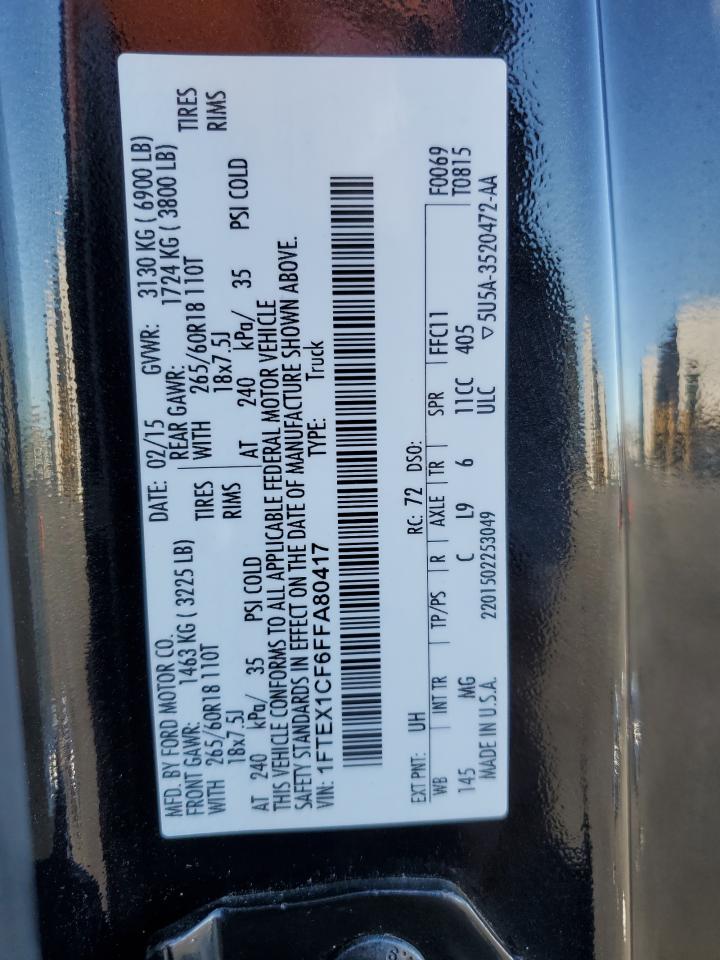 MFD. BY FORD MOTOR CO. DATE: 02/15 GVWR: 3130 KG ( 6900 LB)
FRONT GAWR: 1463 KG ( 3225 LB) REAR GAWR: 1724 KG ( 3800 LB)
WITH 265/60R18 110T TIRES WITH 265/60R18 110T TIRES
18x7.5J RIMS 18x7.5J RIMS
AT 240 kPa/ 35 PSI COLD AT 240 kPa/ 35 PSI COLD
THIS VEHICLE CONFORMS TO ALL APPLICABLE FEDERAL MOTOR VEHICLE
SAFETY STANDARDS IN EFFECT ON THE DATE OF MANUFACTURE SHOWN ABOVE.
VIN: 1FTEX1CF6FFA80417 TYPE: Truck
EXT PNT: UH RC: 72 DSO: F0069
WB INT TR TP/PS R AXLE TR SPR FFC11 T0815
145 MG C L9 6 11CC 405
MADE IN U.S.A. 2201502253049 ULC ▽5U5A-3520472-AA